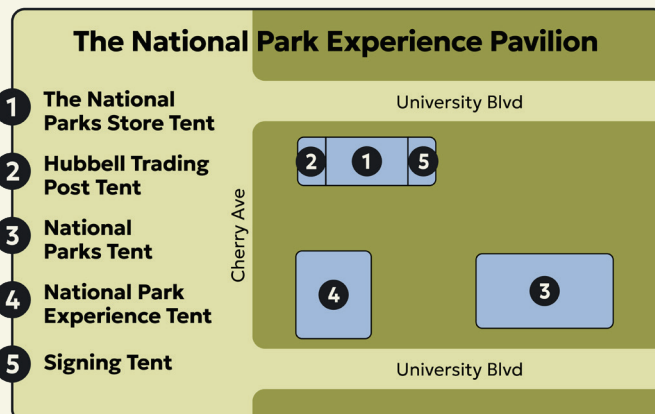 The National Park Experience Pavilion
1 The National
Parks Store Tent
2 Hubbell Trading
Post Tent
3 National
Parks Tent
4 National Park
Experience Tent
5 Signing Tent
University Blvd
2 1 5
Cherry Ave
4
3
University Blvd